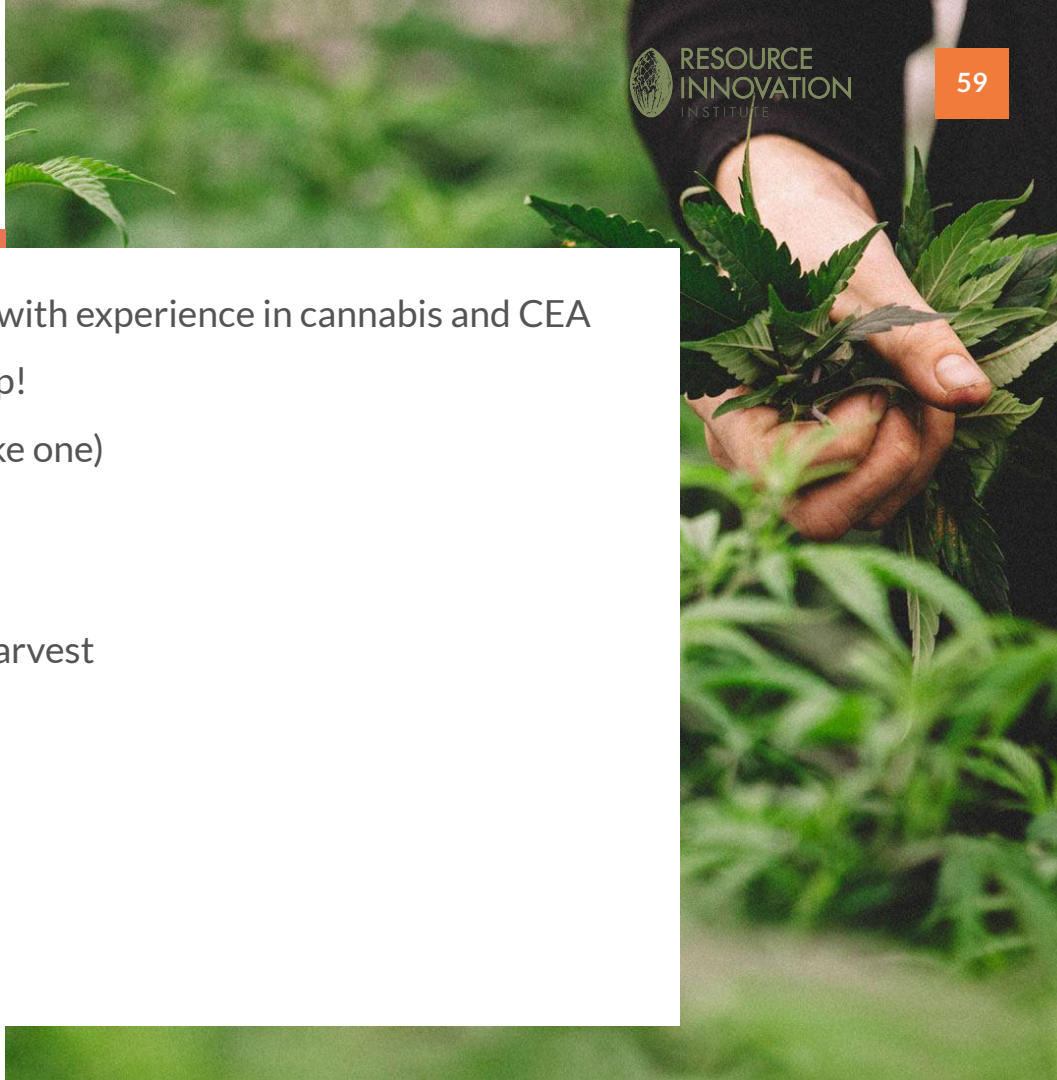 RESOURCE
INNOVATION
INSTITUTE
59
with experience in cannabis and CEA
p!
ke one)
arvest